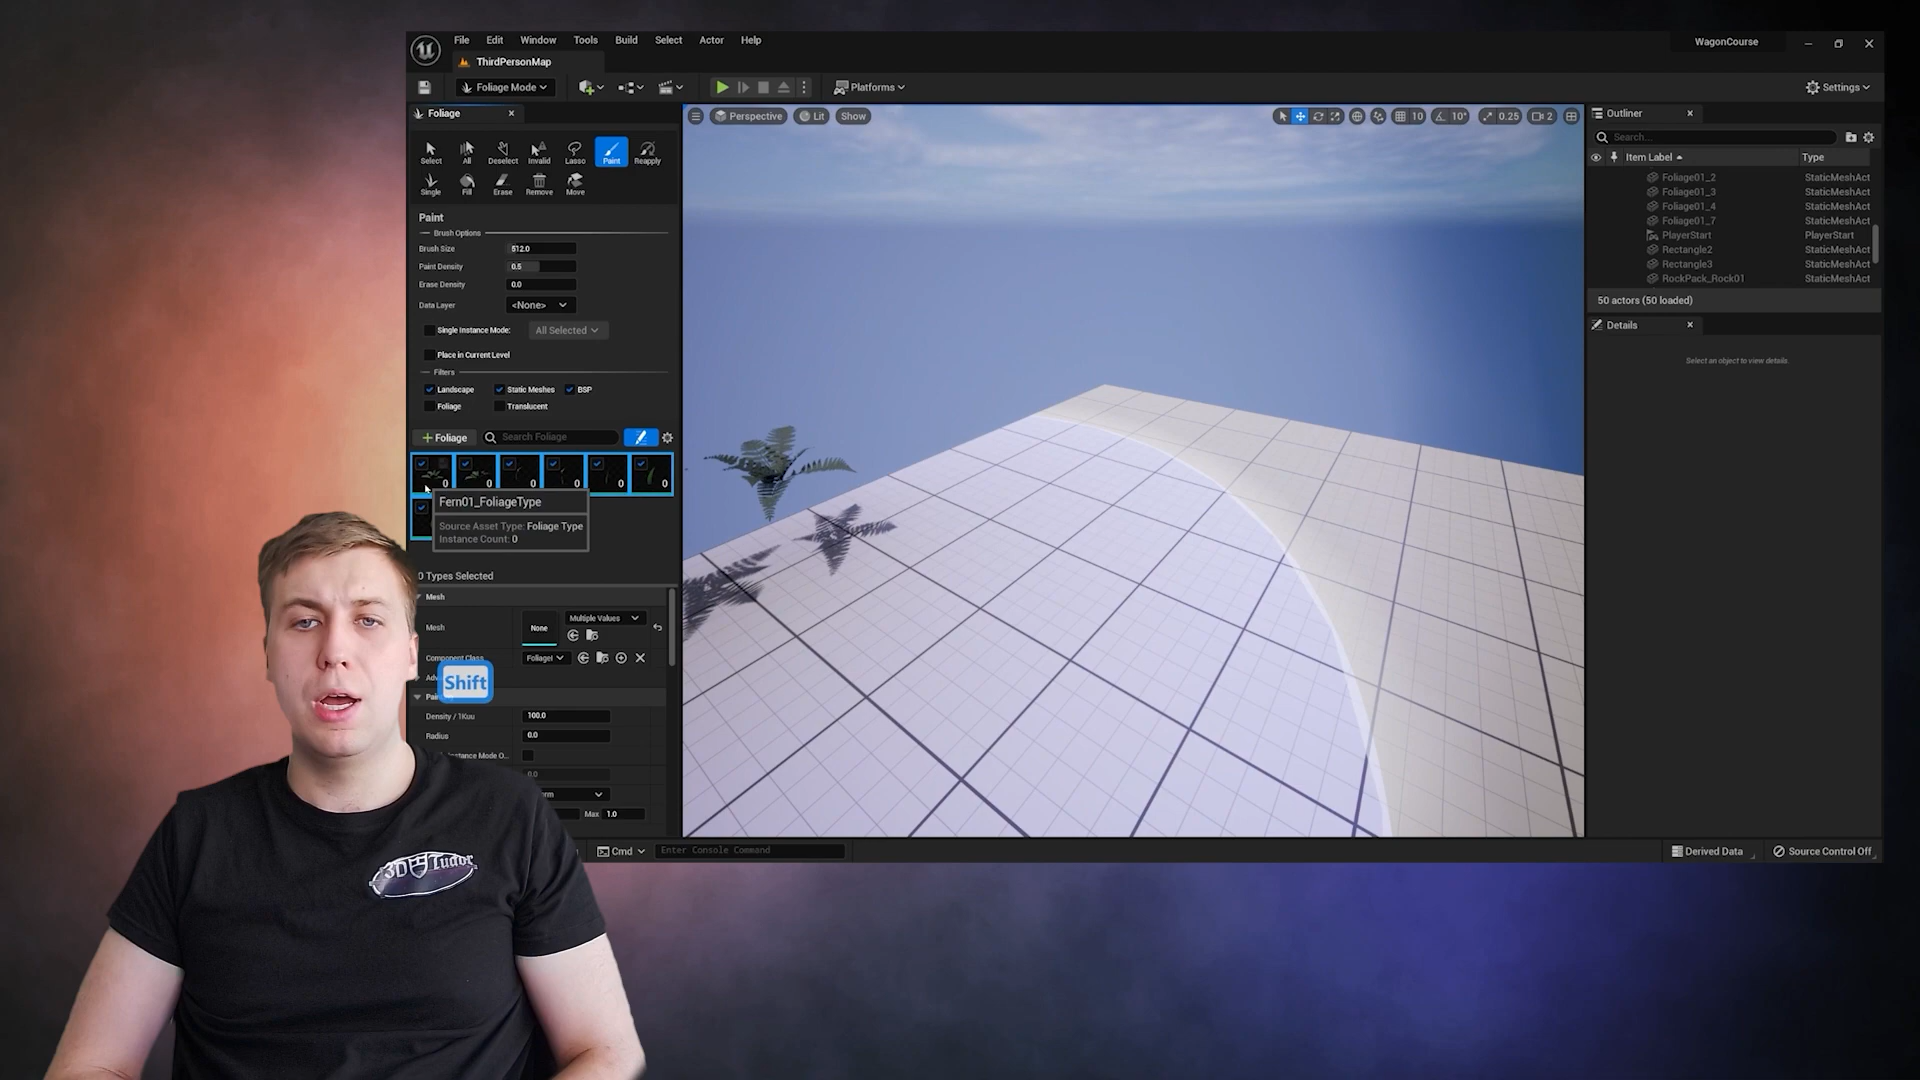 File Edit Window Tools Build Select Actor Help
WagonCourse
ThirdPersonMap
Foliage Mode
Platforms
Settings
Foliage
Select All Deselect Invalid Lasso Paint Reapply
Single Fill Erase Remove Move
Paint
Brush Options
Brush Size 512.0
Paint Density 0.5
Erase Density 0.0
Data Layer <None>
Single Instance Mode: All Selected
Place in Current Level
Filters
Landscape Static Meshes BSP
Foliage Translucent
+ Foliage Search Foliage
0 0 0 0 0 0
Fern01_FoliageType
Source Asset Type: Foliage Type
Instance Count: 0
0 Types Selected
Mesh
Mesh None Multiple Values
Component Class FoliageI
Shift
Density / 1Kuu 100.0
Radius 0.0
nstance Mode O...
0.0
Max 1.0
Perspective Lit Show
10 10° 0.25 2
Outliner
Search...
Item Label Type
Foliage01_2 StaticMeshAct
Foliage01_3 StaticMeshAct
Foliage01_4 StaticMeshAct
Foliage01_7 StaticMeshAct
PlayerStart PlayerStart
Rectangle2 StaticMeshAct
Rectangle3 StaticMeshAct
RockPack_Rock01 StaticMeshAct
50 actors (50 loaded)
Details
Select an object to view details.
Cmd Enter Console Command
Derived Data Source Control Off
3D Tudor